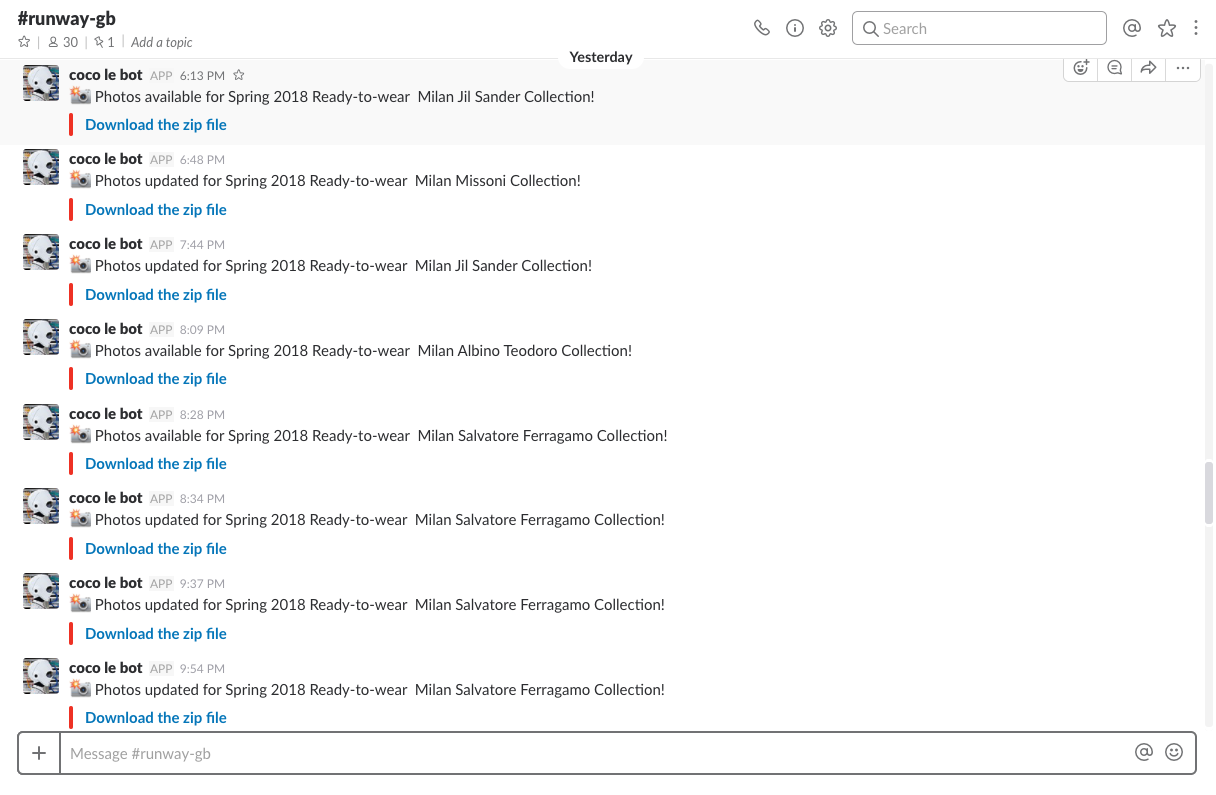 #runway-gb
30 | 1 | Add a topic
Search
Yesterday
coco le bot APP 6:13 PM
Photos available for Spring 2018 Ready-to-wear Milan Jil Sander Collection!
Download the zip file
coco le bot APP 6:48 PM
Photos updated for Spring 2018 Ready-to-wear Milan Missoni Collection!
Download the zip file
coco le bot APP 7:44 PM
Photos updated for Spring 2018 Ready-to-wear Milan Jil Sander Collection!
Download the zip file
coco le bot APP 8:09 PM
Photos available for Spring 2018 Ready-to-wear Milan Albino Teodoro Collection!
Download the zip file
coco le bot APP 8:28 PM
Photos available for Spring 2018 Ready-to-wear Milan Salvatore Ferragamo Collection!
Download the zip file
coco le bot APP 8:34 PM
Photos updated for Spring 2018 Ready-to-wear Milan Salvatore Ferragamo Collection!
Download the zip file
coco le bot APP 9:37 PM
Photos updated for Spring 2018 Ready-to-wear Milan Salvatore Ferragamo Collection!
Download the zip file
coco le bot APP 9:54 PM
Photos updated for Spring 2018 Ready-to-wear Milan Salvatore Ferragamo Collection!
Download the zip file
Message #runway-gb